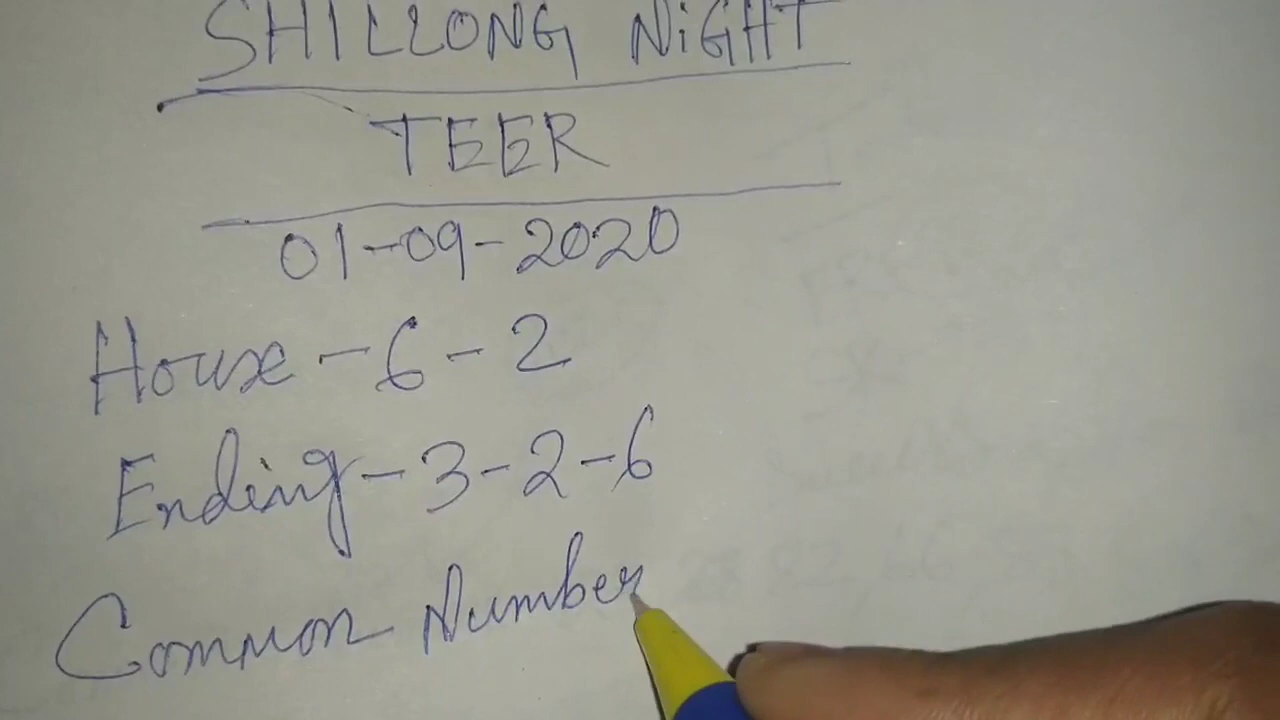 SHILLONG NiGHT
TEER
01-09-2020
House - 6 - 2
Ending - 3 - 2 - 6
Common Number